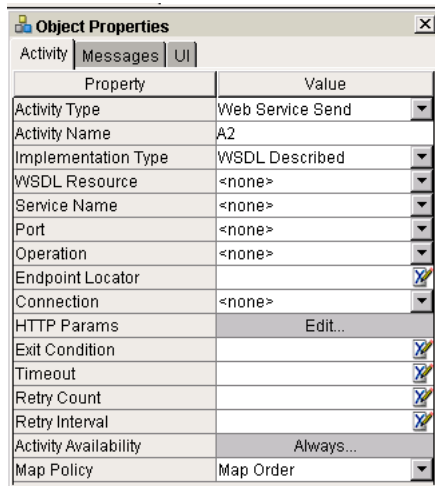 Object Properties
Activity Messages UI
Property Value
Activity Type Web Service Send
Activity Name A2
Implementation Type WSDL Described
WSDL Resource <none>
Service Name <none>
Port <none>
Operation <none>
Endpoint Locator
Connection <none>
HTTP Params Edit...
Exit Condition
Timeout
Retry Count
Retry Interval
Activity Availability Always...
Map Policy Map Order